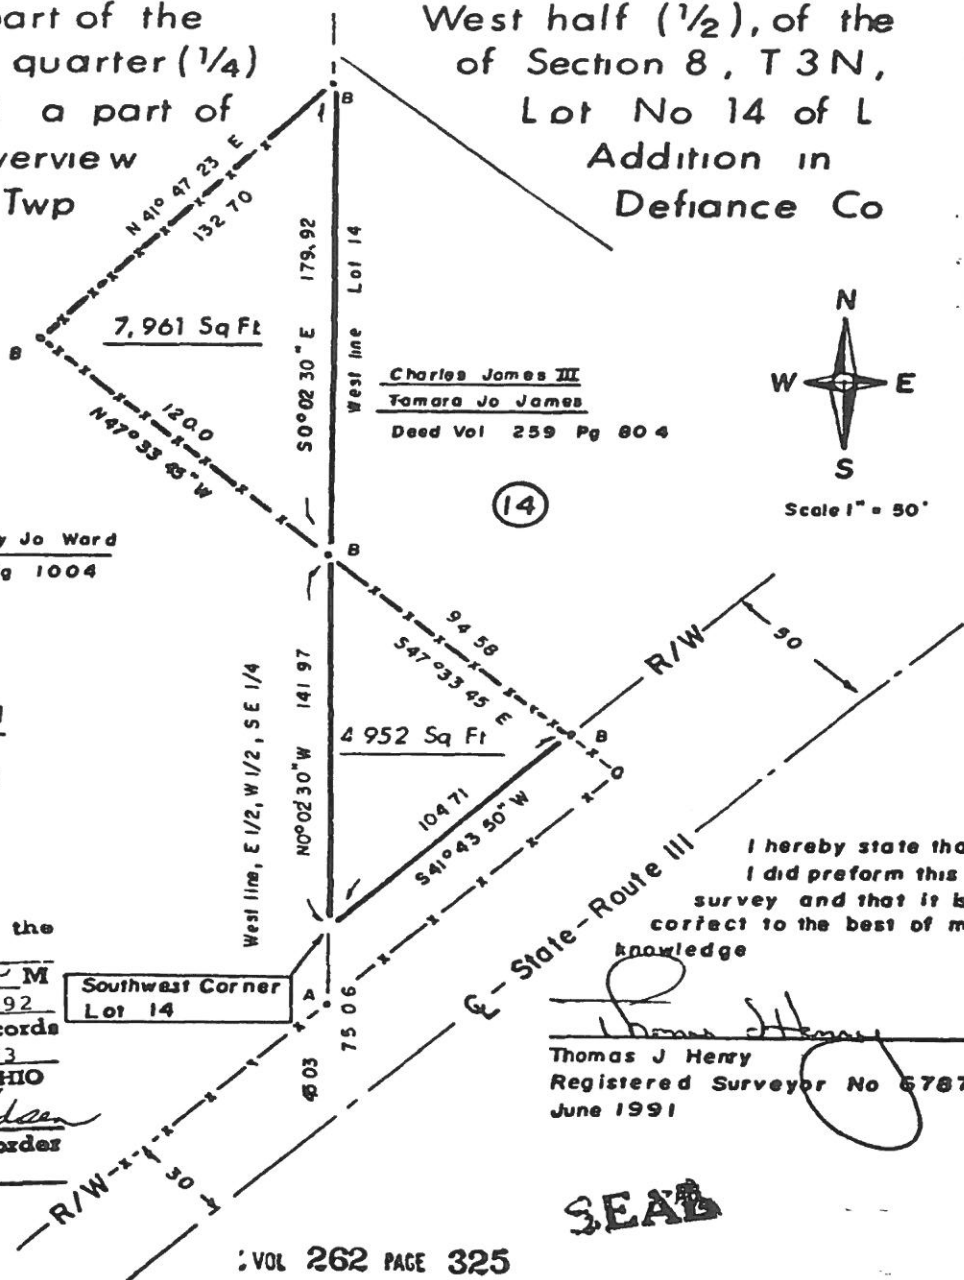 part of the West half (1/2), of the
quarter (1/4) of Section 8, T 3 N,
a part of Lot No 14 of L
verview Addition in
Twp Defiance Co
B
N 41° 47 23 E
132 70
179.92
S0°02 30" E
West line Lot 14
7,961 Sq Ft
B
120.0
N47°33 45" W
Charles James III
Tamara Jo James
Deed Vol 259 Pg 804
14
N
W E
S
Scale 1" = 50'
y Jo Ward
g 1004
B
94 58
S47°33 45 E
R/W
50
141 97
N0°02 30" W
West line, E 1/2, W 1/2, SE 1/4
4 952 Sq Ft
B
104 71
S41°43 50" W
the
M
92
cords
3
HIO
order
Southwest Corner
Lot 14
A
75 06
45 03
℄ State-Route 111
R/W
30
I hereby state tha
I did preform this
survey and that it is
correct to the best of m
knowledge
Thomas J Henry
Thomas J Henry
Registered Surveyor No 6787
June 1991
SEAL
: VOL 262 PAGE 325